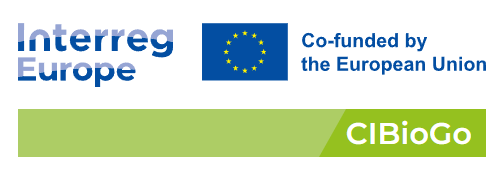 Interreg
Europe
Co-funded by
the European Union
CIBioGo